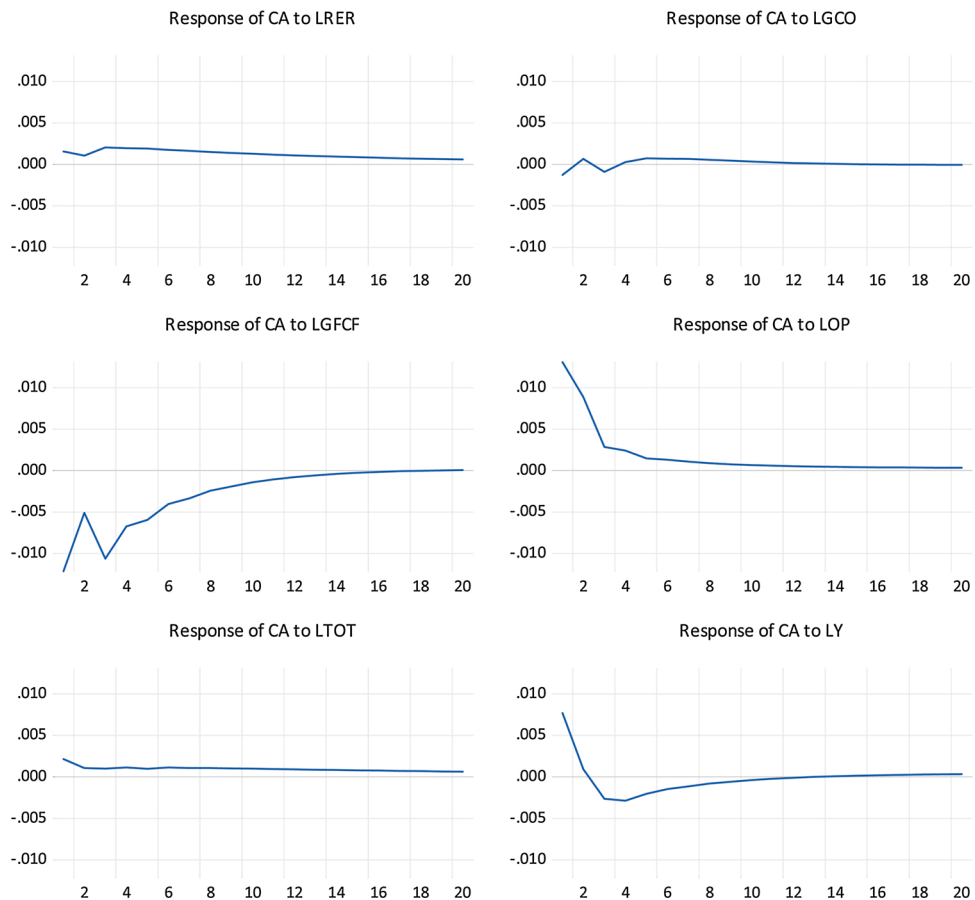 Response of CA to LRER
.010
.005
.000
-.005
-.010
2 4 6 8 10 12 14 16 18 20
Response of CA to LGCO
.010
.005
.000
-.005
-.010
2 4 6 8 10 12 14 16 18 20
Response of CA to LGFCF
.010
.005
.000
-.005
-.010
2 4 6 8 10 12 14 16 18 20
Response of CA to LOP
.010
.005
.000
-.005
-.010
2 4 6 8 10 12 14 16 18 20
Response of CA to LTOT
.010
.005
.000
-.005
-.010
2 4 6 8 10 12 14 16 18 20
Response of CA to LY
.010
.005
.000
-.005
-.010
2 4 6 8 10 12 14 16 18 20